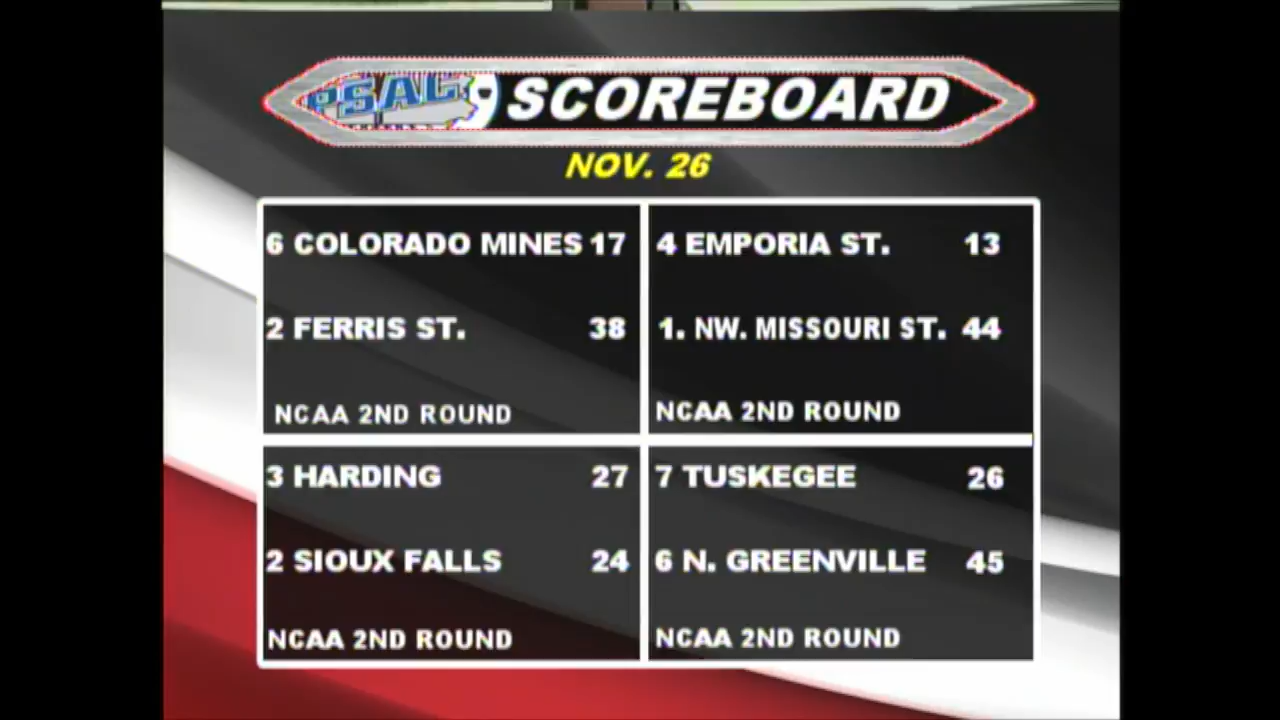 PSAC 9 SCOREBOARD
NOV. 26
6 COLORADO MINES 17
2 FERRIS ST. 38
NCAA 2ND ROUND
4 EMPORIA ST. 13
1. NW. MISSOURI ST. 44
NCAA 2ND ROUND
3 HARDING 27
2 SIOUX FALLS 24
NCAA 2ND ROUND
7 TUSKEGEE 26
6 N. GREENVILLE 45
NCAA 2ND ROUND